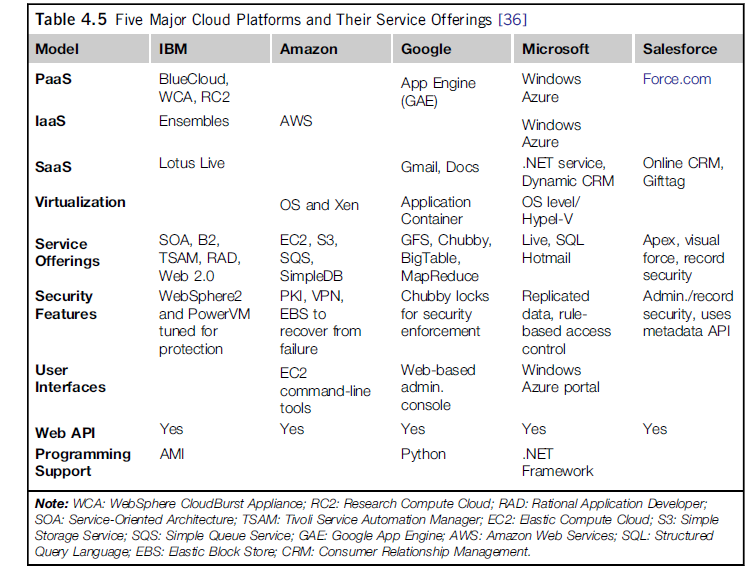 Table 4.5 Five Major Cloud Platforms and Their Service Offerings [36]
Model IBM Amazon Google Microsoft Salesforce
PaaS BlueCloud, WCA, RC2 App Engine (GAE) Windows Azure Force.com
IaaS Ensembles AWS Windows Azure
SaaS Lotus Live Gmail, Docs .NET service, Dynamic CRM Online CRM, Gifttag
Virtualization OS and Xen Application Container OS level/ Hypel-V
Service Offerings SOA, B2, TSAM, RAD, Web 2.0 EC2, S3, SQS, SimpleDB GFS, Chubby, BigTable, MapReduce Live, SQL Hotmail Apex, visual force, record security
Security Features WebSphere2 and PowerVM tuned for protection PKI, VPN, EBS to recover from failure Chubby locks for security enforcement Replicated data, rule-based access control Admin./record security, uses metadata API
User Interfaces EC2 command-line tools Web-based admin. console Windows Azure portal
Web API Yes Yes Yes Yes Yes
Programming Support AMI Python .NET Framework
Note: WCA: WebSphere CloudBurst Appliance; RC2: Research Compute Cloud; RAD: Rational Application Developer;
SOA: Service-Oriented Architecture; TSAM: Tivoli Service Automation Manager; EC2: Elastic Compute Cloud; S3: Simple
Storage Service; SQS: Simple Queue Service; GAE: Google App Engine; AWS: Amazon Web Services; SQL: Structured
Query Language; EBS: Elastic Block Store; CRM: Consumer Relationship Management.